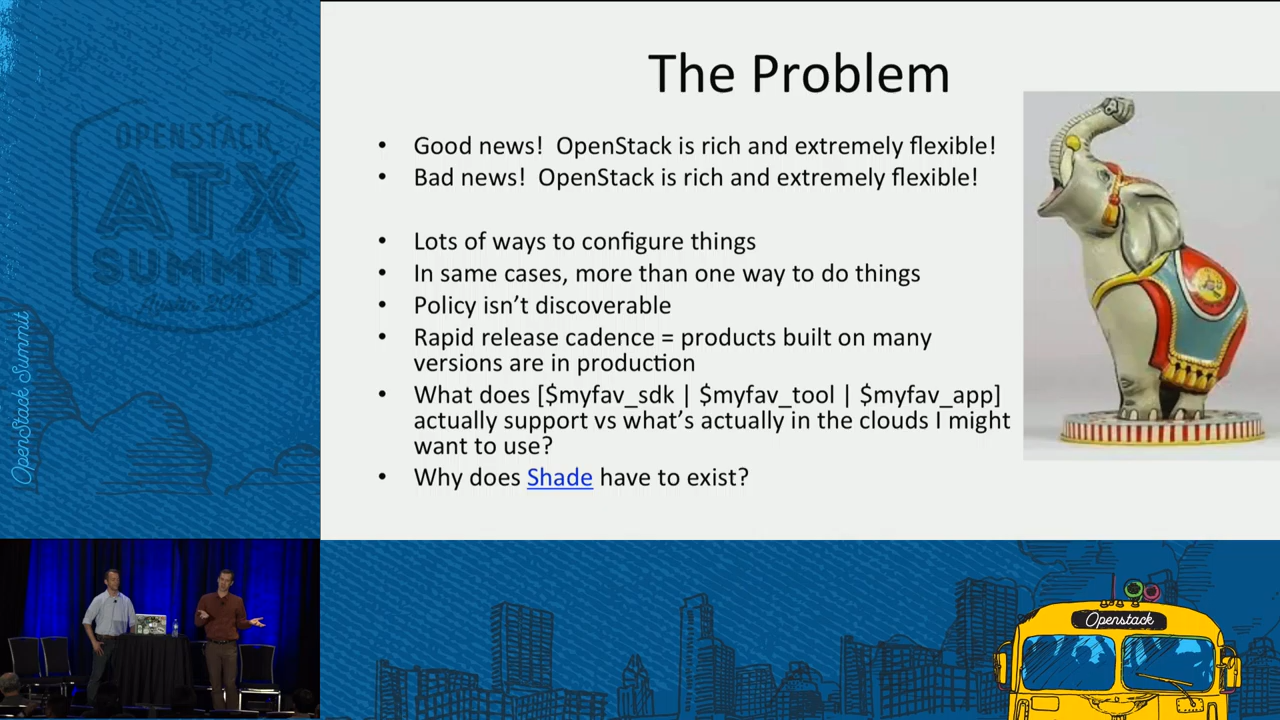 The Problem
• Good news!  OpenStack is rich and extremely flexible!
• Bad news!  OpenStack is rich and extremely flexible!
• Lots of ways to configure things
• In same cases, more than one way to do things
• Policy isn’t discoverable
• Rapid release cadence = products built on many
versions are in production
• What does [$myfav_sdk | $myfav_tool | $myfav_app]
actually support vs what’s actually in the clouds I might
want to use?
• Why does Shade have to exist?
OPENSTACK
ATX
SUMMIT
Austin 2016
OpenStack Summit
Openstack